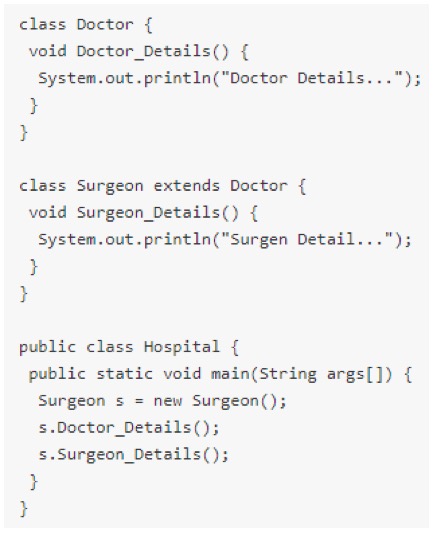 class Doctor {
 void Doctor_Details() {
  System.out.println("Doctor Details...");
 }
}

class Surgeon extends Doctor {
 void Surgeon_Details() {
  System.out.println("Surgen Detail...");
 }
}

public class Hospital {
 public static void main(String args[]) {
  Surgeon s = new Surgeon();
  s.Doctor_Details();
  s.Surgeon_Details();
 }
}